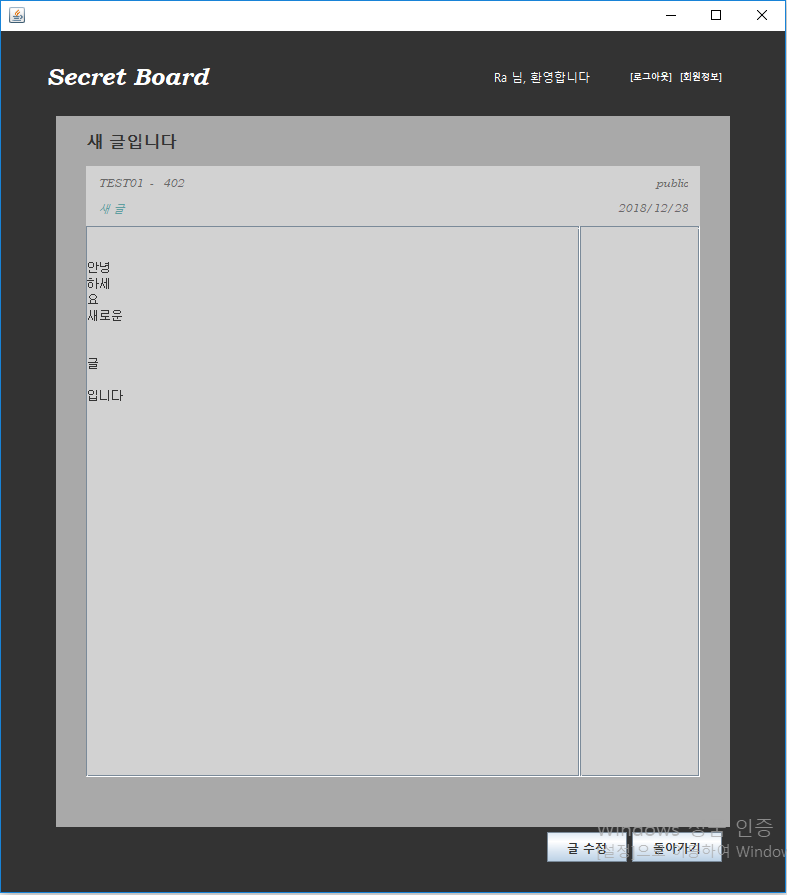 Secret Board
Ra 님, 환영합니다
[로그아웃] [회원정보]
새 글입니다
TEST01 - 402
public
새 글
2018/12/28
안녕
하세
요
새로운
글
입니다
Windows 정품 인증
글 수정
돌아가기
[설정]으로 이동하여 Window